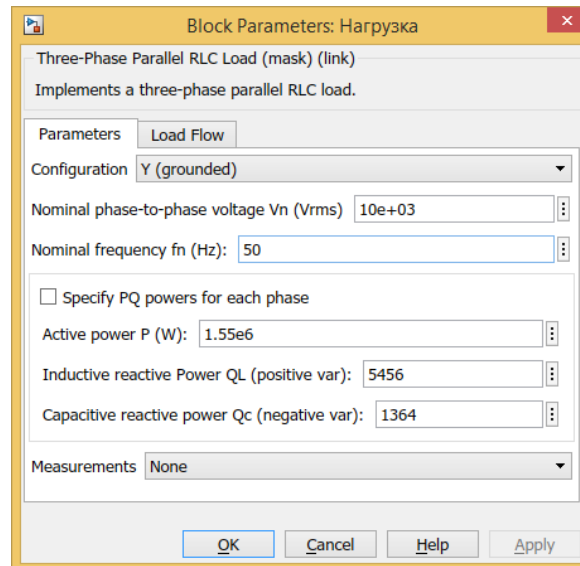 Block Parameters: Нагрузка
Three-Phase Parallel RLC Load (mask) (link)
Implements a three-phase parallel RLC load.
Parameters Load Flow
Configuration Y (grounded)
Nominal phase-to-phase voltage Vn (Vrms) 10e+03
Nominal frequency fn (Hz): 50
Specify PQ powers for each phase
Active power P (W): 1.55e6
Inductive reactive Power QL (positive var): 5456
Capacitive reactive power Qc (negative var): 1364
Measurements None
OK Cancel Help Apply